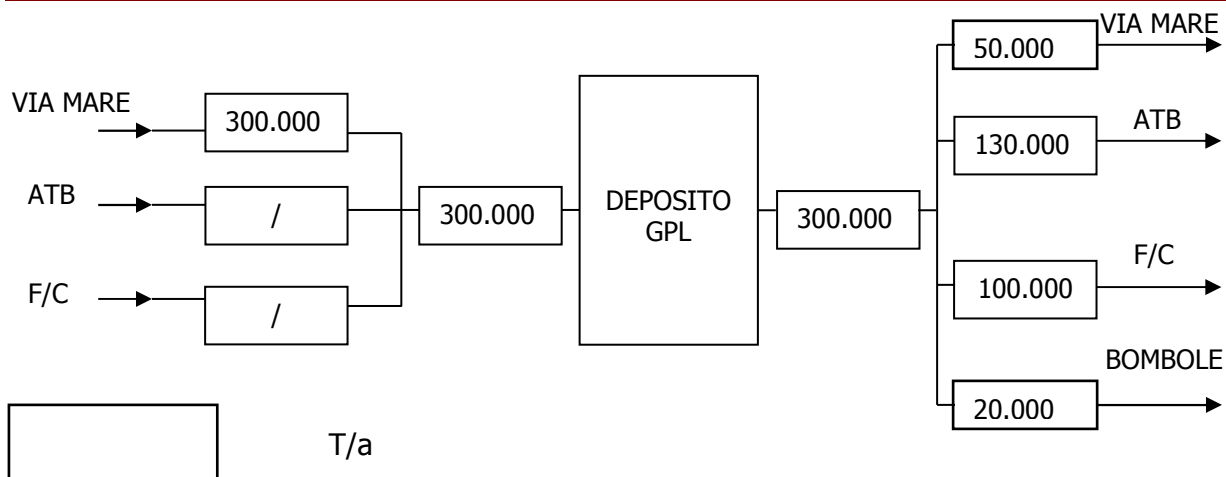 VIA MARE
300.000
ATB
/
F/C
/
300.000
DEPOSITO
GPL
300.000
50.000
VIA MARE
130.000
ATB
100.000
F/C
20.000
BOMBOLE
T/a